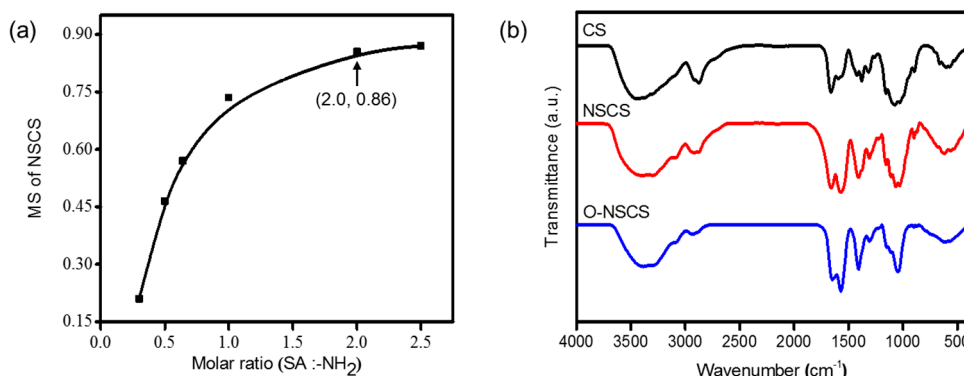 (a)
MS of NSCS
0.90
0.75
0.60
0.45
0.30
0.15
(2.0, 0.86)
0.0 0.5 1.0 1.5 2.0 2.5
Molar ratio (SA :-NH₂)
(b)
Transmittance (a.u.)
CS
NSCS
O-NSCS
4000 3500 3000 2500 2000 1500 1000 500
Wavenumber (cm⁻¹)